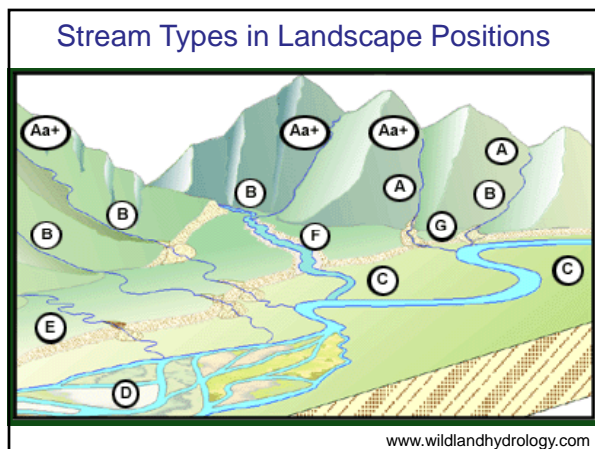 Stream Types in Landscape Positions
Aa+
Aa+
Aa+
A
B
A
B
B
B
F
G
C
C
E
D
www.wildlandhydrology.com